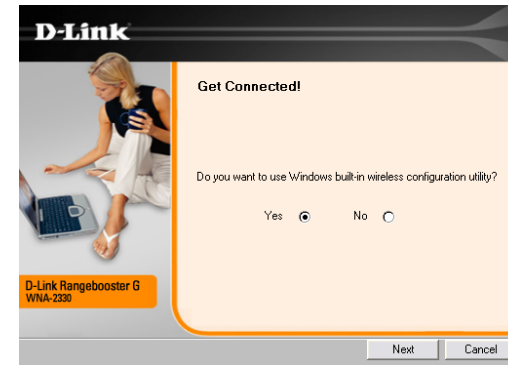 D-Link
Get Connected!
Do you want to use Windows built-in wireless configuration utility?
Yes No
D-Link Rangebooster G
WNA-2330
Next Cancel